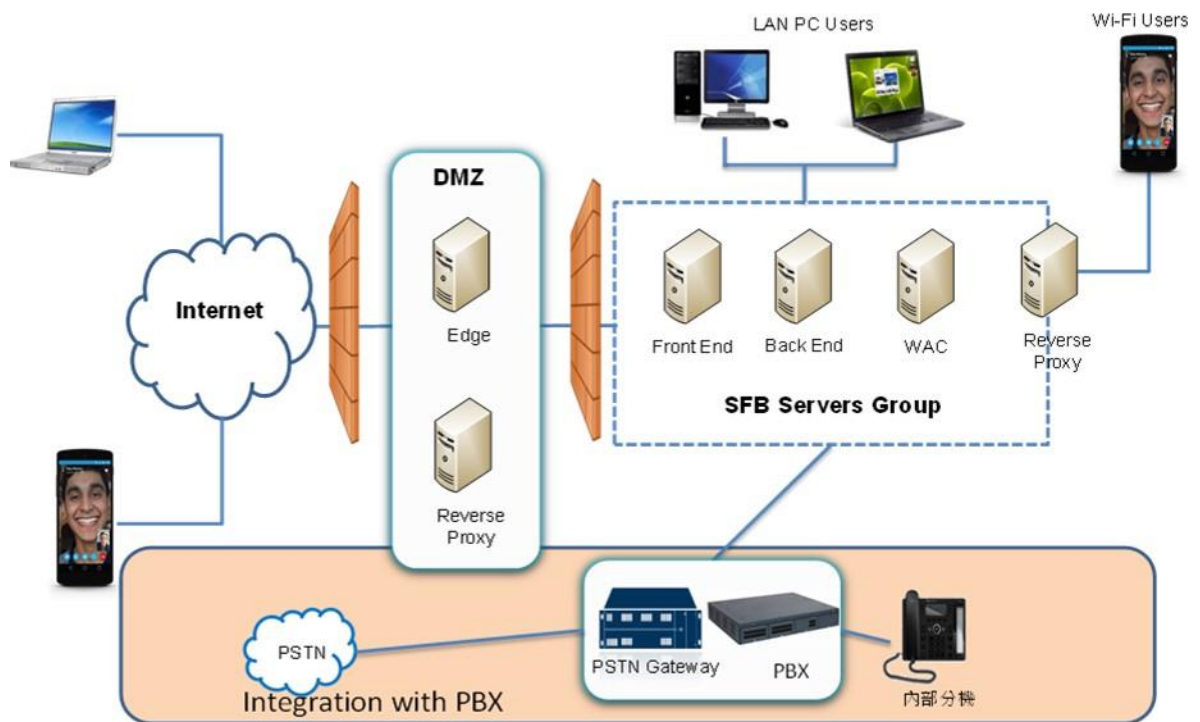 LAN PC Users
Wi-Fi Users
DMZ
Internet
Edge
Reverse
Proxy
Front End
Back End
WAC
Reverse
Proxy
SFB Servers Group
PSTN
PSTN Gateway
PBX
內部分機
Integration with PBX